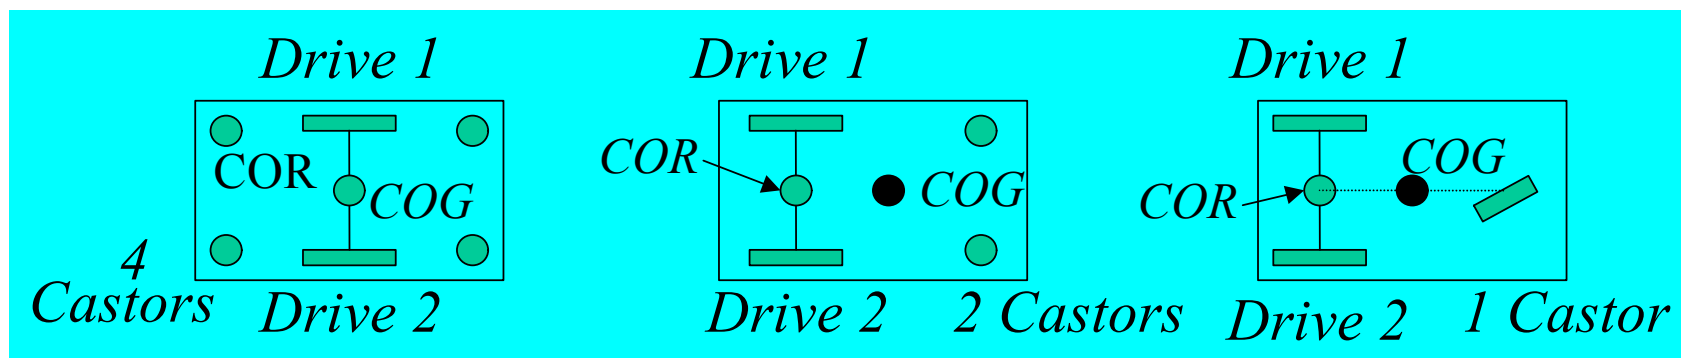 Drive 1
COR
COG
4
Castors
Drive 2
Drive 1
COR
COG
Drive 2
2 Castors
Drive 1
COG
COR
Drive 2
1 Castor